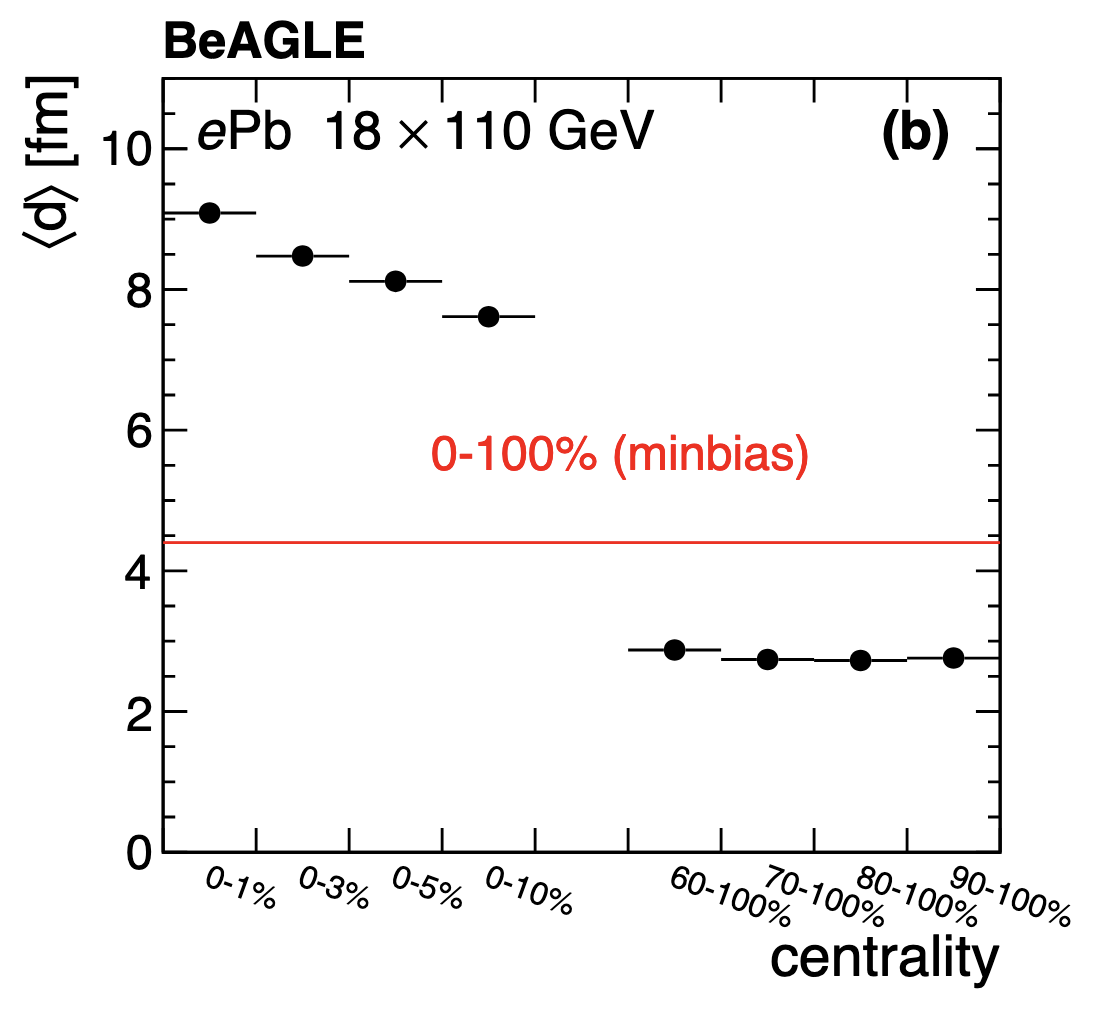 BeAGLE
ePb 18 × 110 GeV (b)
⟨d⟩ [fm]
10
8
6
4
2
0
0-100% (minbias)
0-1% 0-3% 0-5% 0-10% 60-100% 70-100% 80-100% 90-100%
centrality